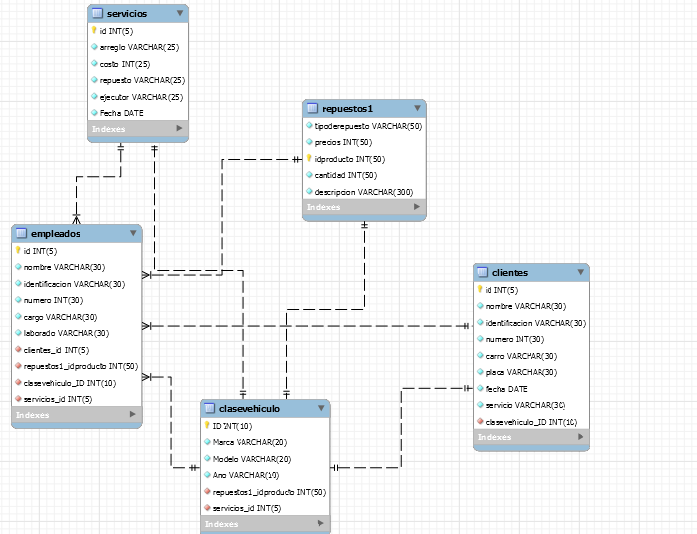 servicios
id INT(5)
arreglo VARCHAR(25)
costo INT(25)
repuesto VARCHAR(25)
ejecutor VARCHAR(25)
Fecha DATE
Indexes
repuestos1
tipoderepuesto VARCHAR(50)
precios INT(50)
idproducto INT(50)
cantidad INT(50)
descripcion VARCHAR(300)
Indexes
empleados
id INT(5)
nombre VARCHAR(30)
identificacion VARCHAR(30)
numero INT(30)
cargo VARCHAR(30)
laborado VARCHAR(30)
clientes_id INT(5)
repuestos1_idproducto INT(50)
clasevehiculo_ID INT(10)
servicios_id INT(5)
Indexes
clientes
id INT(5)
nombre VARCHAR(30)
identificacion VARCHAR(30)
numero INT(30)
carro VARCHAR(30)
placa VARCHAR(30)
fecha DATE
servicio VARCHAR(30)
clasevehiculo_ID INT(10)
Indexes
clasevehiculo
ID INT(10)
Marca VARCHAR(20)
Modelo VARCHAR(20)
Ano VARCHAR(10)
repuestos1_idproducto INT(50)
servicios_id INT(5)
Indexes